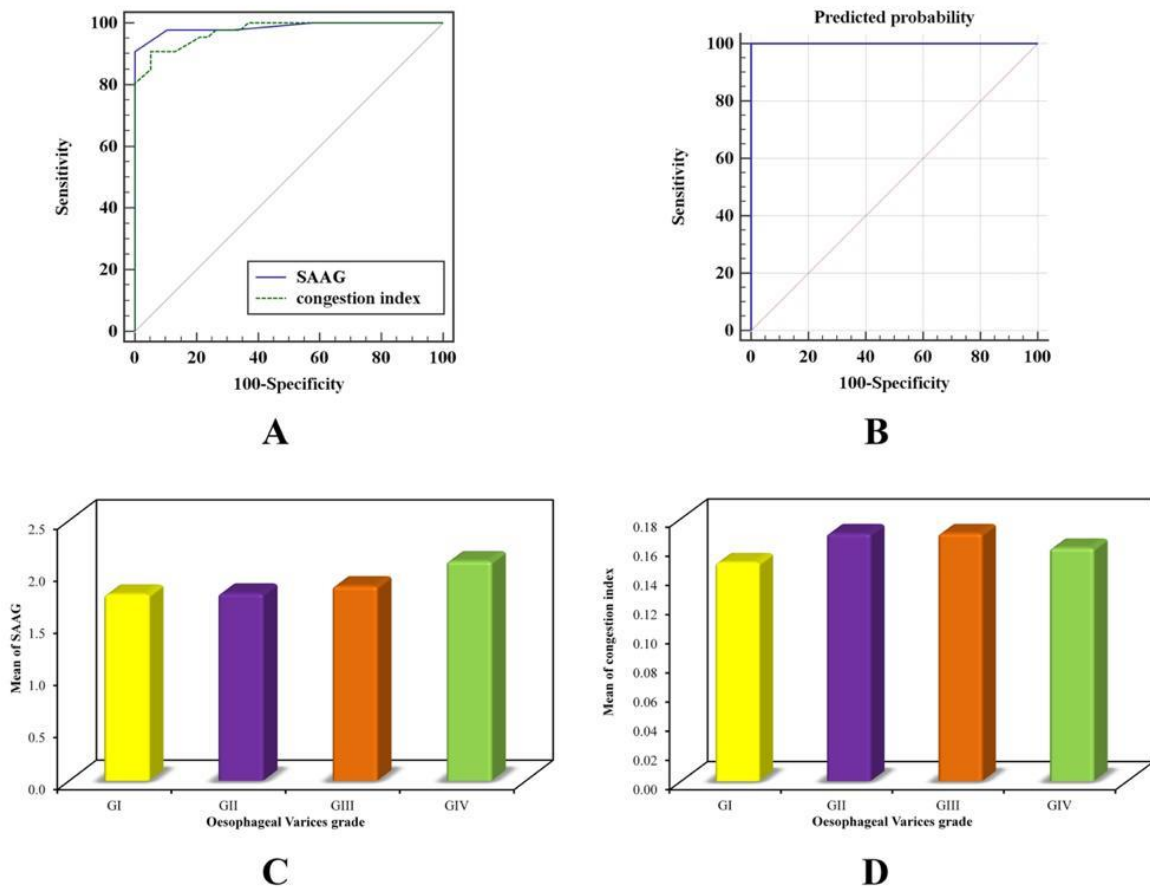 100
80
60
40
20
0
Sensitivity
SAAG
congestion index
0 20 40 60 80 100
100-Specificity
A
Predicted probability
100
80
60
40
20
0
Sensitivity
0 20 40 60 80 100
100-Specificity
B
2.5
2.0
1.5
1.0
0.5
0.0
Mean of SAAG
GI GII GIII GIV
Oesophageal Varices grade
C
0.18
0.16
0.14
0.12
0.10
0.08
0.06
0.04
0.02
0.00
Mean of congestion index
GI GII GIII GIV
Oesophageal Varices grade
D